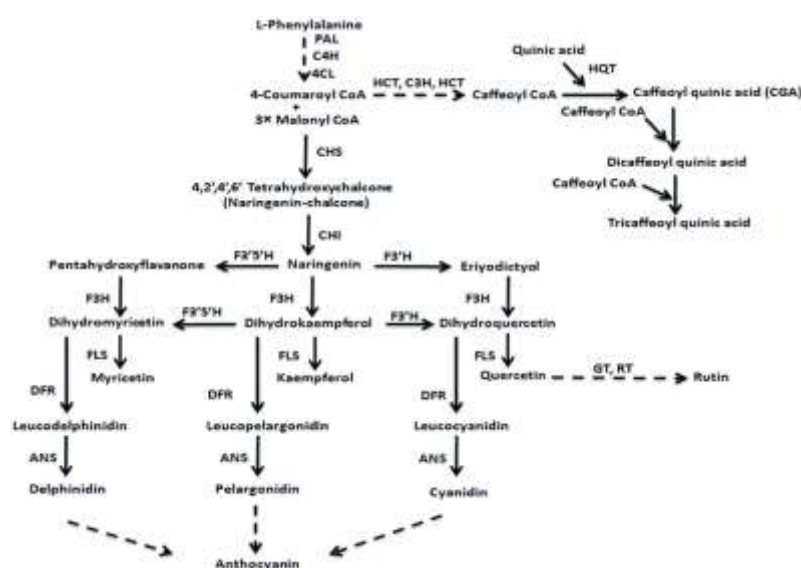 L-Phenylalanine
PAL
C4H
4CL
4-Coumaroyl CoA
+
3× Malonyl CoA
HCT, C3H, HCT
Caffeoyl CoA
Quinic acid
HQT
Caffeoyl quinic acid (CGA)
Caffeoyl CoA
Dicaffeoyl quinic acid
Caffeoyl CoA
Tricaffeoyl quinic acid
CHS
4,2',4',6' Tetrahydroxychalcone
(Naringenin-chalcone)
CHI
Pentahydroxyflavanone
F3'5'H
Naringenin
F3'H
Eriyodictyol
F3H
F3H
F3H
Dihydromyricetin
F3'5'H
Dihydrokaempferol
F3'H
Dihydroquercetin
FLS
FLS
FLS
Myricetin
Kaempferol
Quercetin
GT, RT
Rutin
DFR
DFR
DFR
Leucodelphinidin
Leucopelargonidin
Leucocyanidin
ANS
ANS
ANS
Delphinidin
Pelargonidin
Cyanidin
Anthocyanin